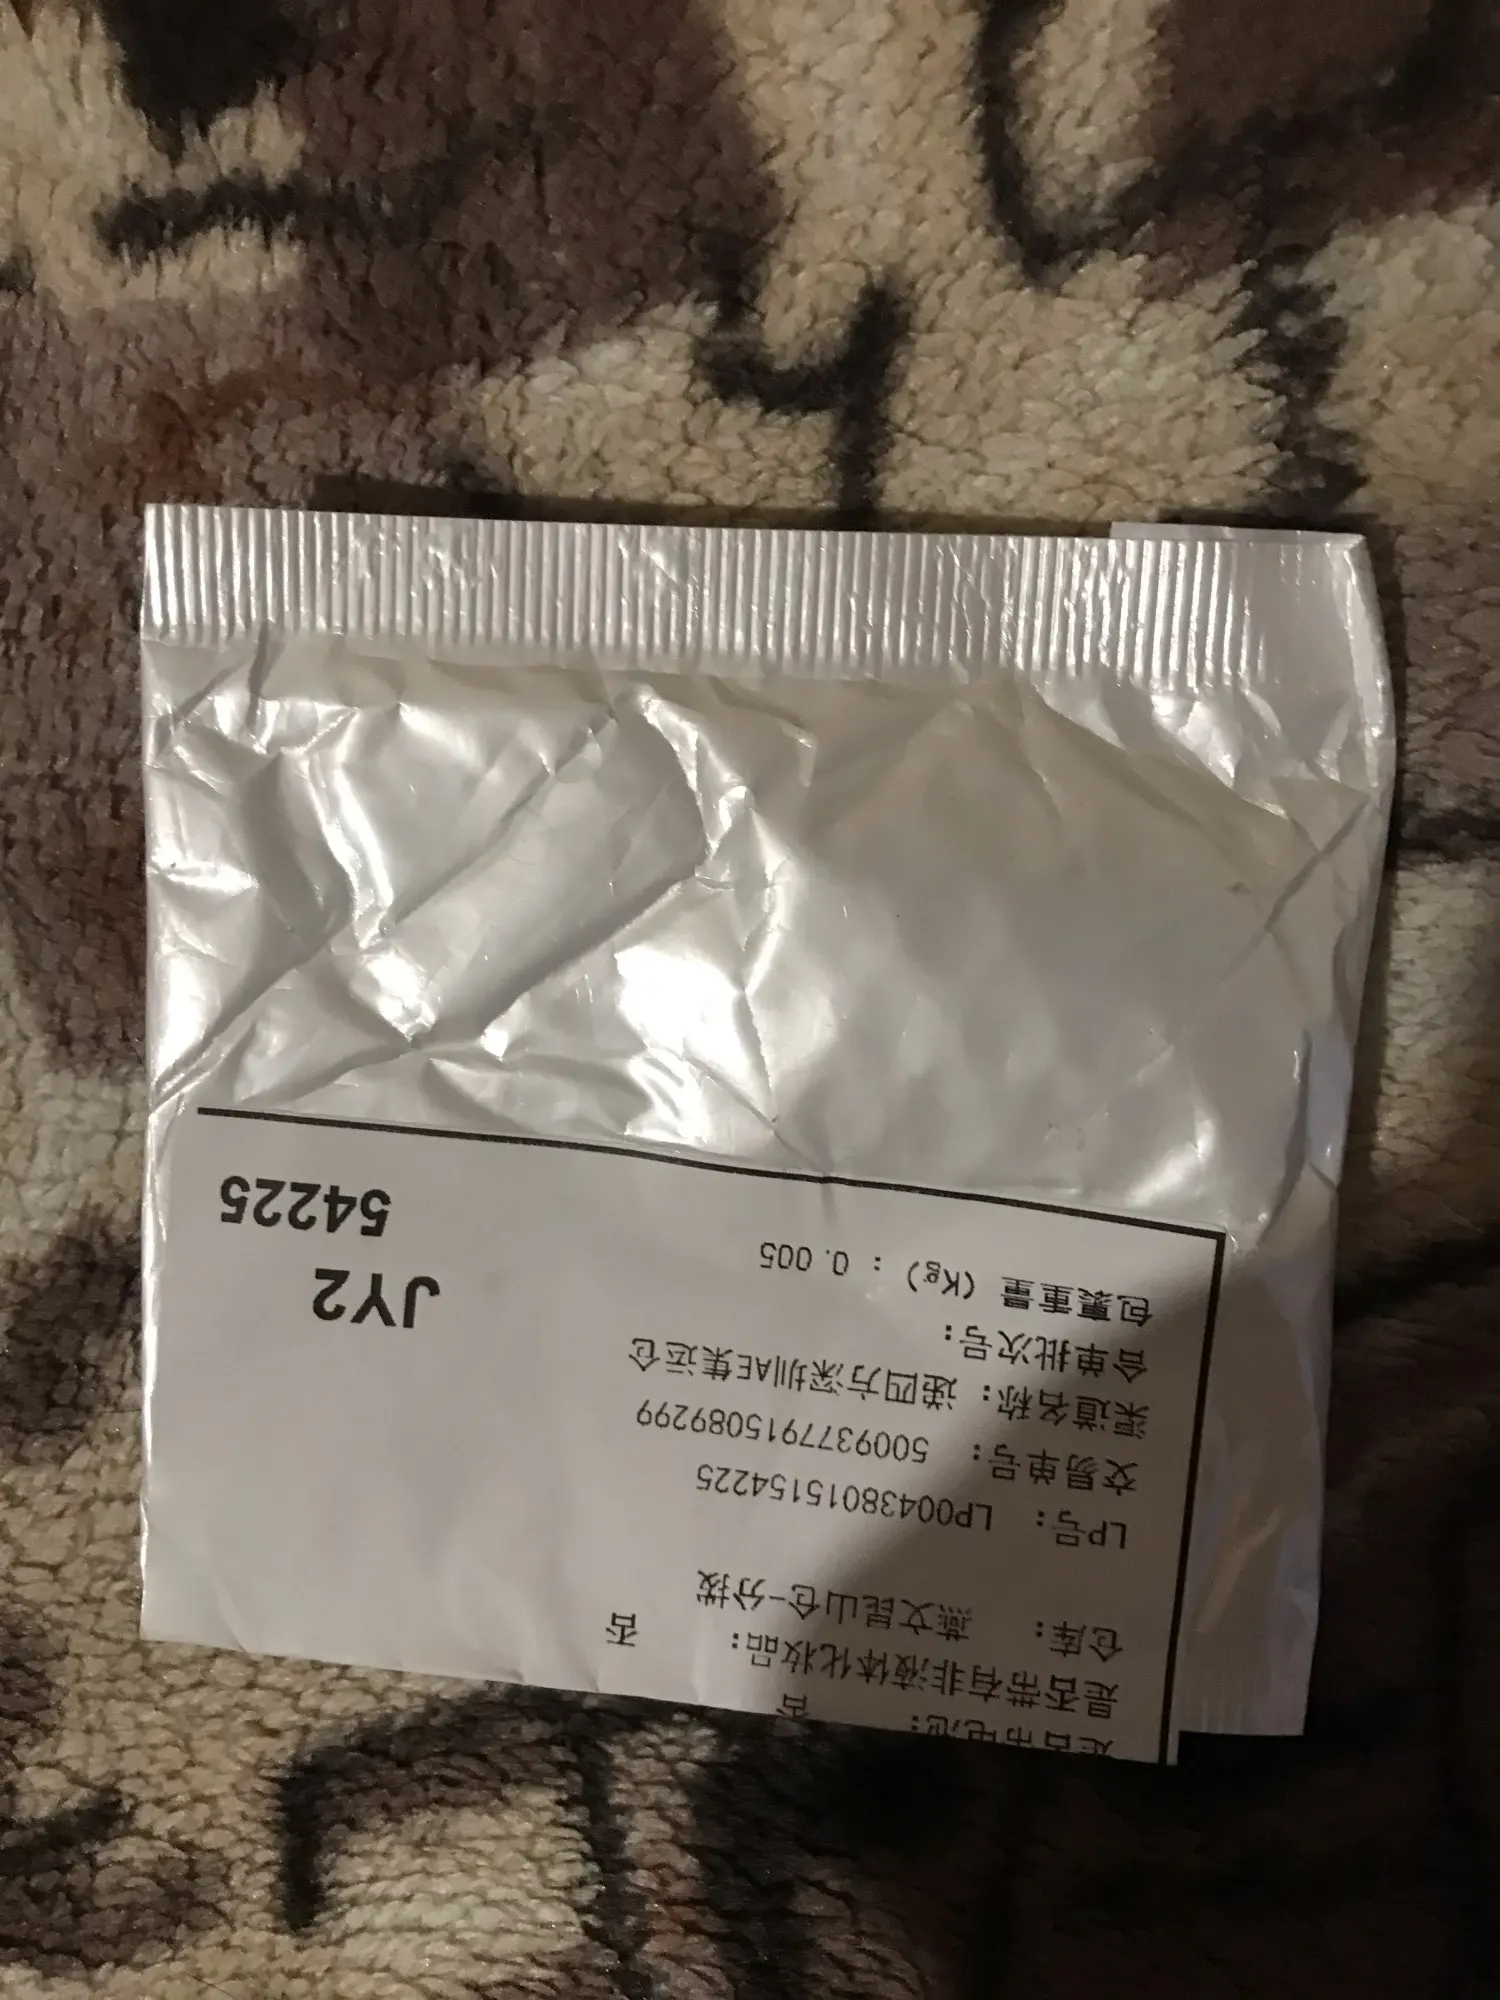 是否带电池: 否
是否带有非液体化妆品: 否
仓库: 燕文昆山仓-分拨
LP号: LP00438015154225
交易单号: 5009377915089299
渠道名称: 递四方深圳AE集运仓
合单批次号:
包裹重量 (Kg) : 0.005
JY2
54225